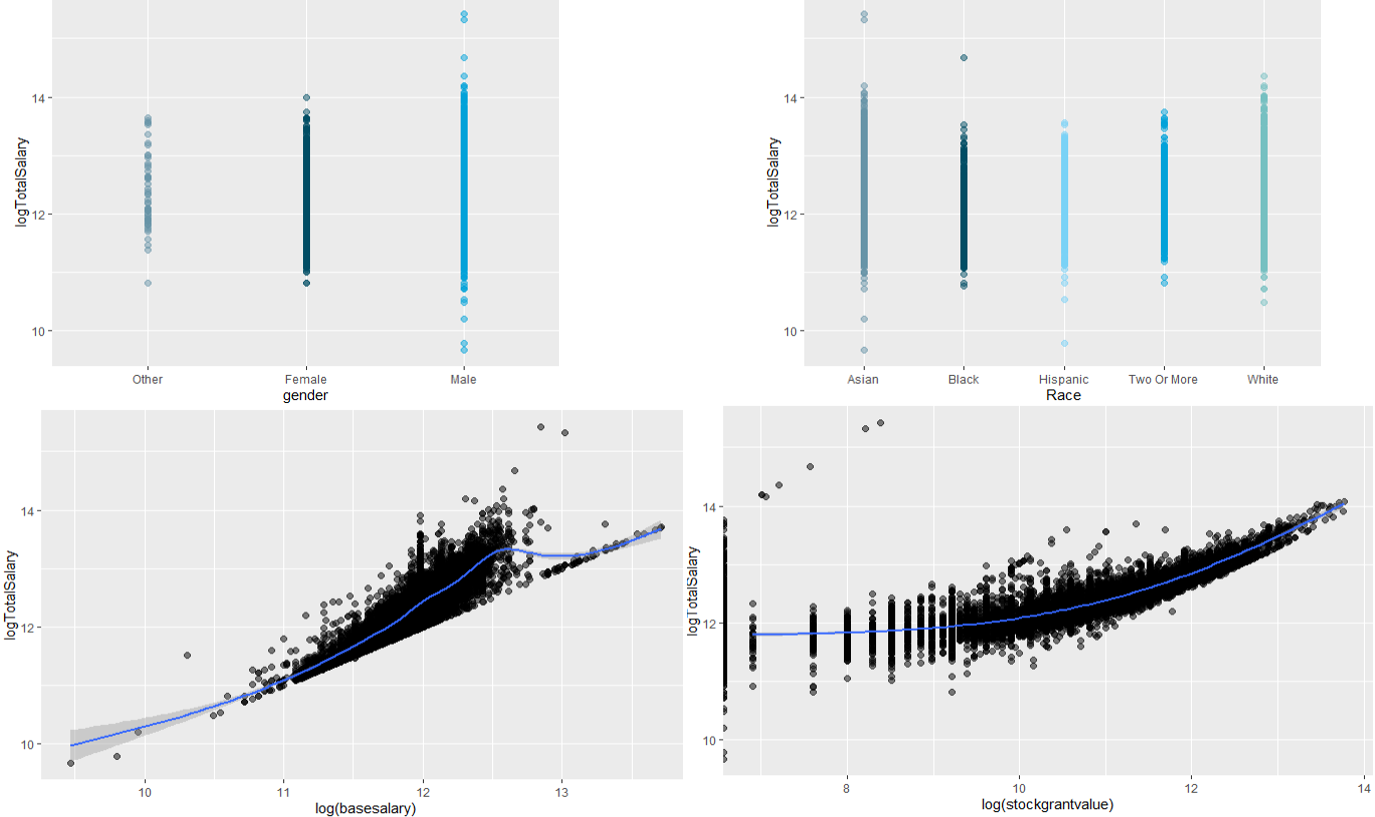 logTotalSalary
14
12
10
Other Female Male
gender
logTotalSalary
14
12
10
Asian Black Hispanic Two Or More White
Race
logTotalSalary
14
12
10
10 11 12 13
log(basesalary)
logTotalSalary
14
12
10
8 10 12 14
log(stockgrantvalue)